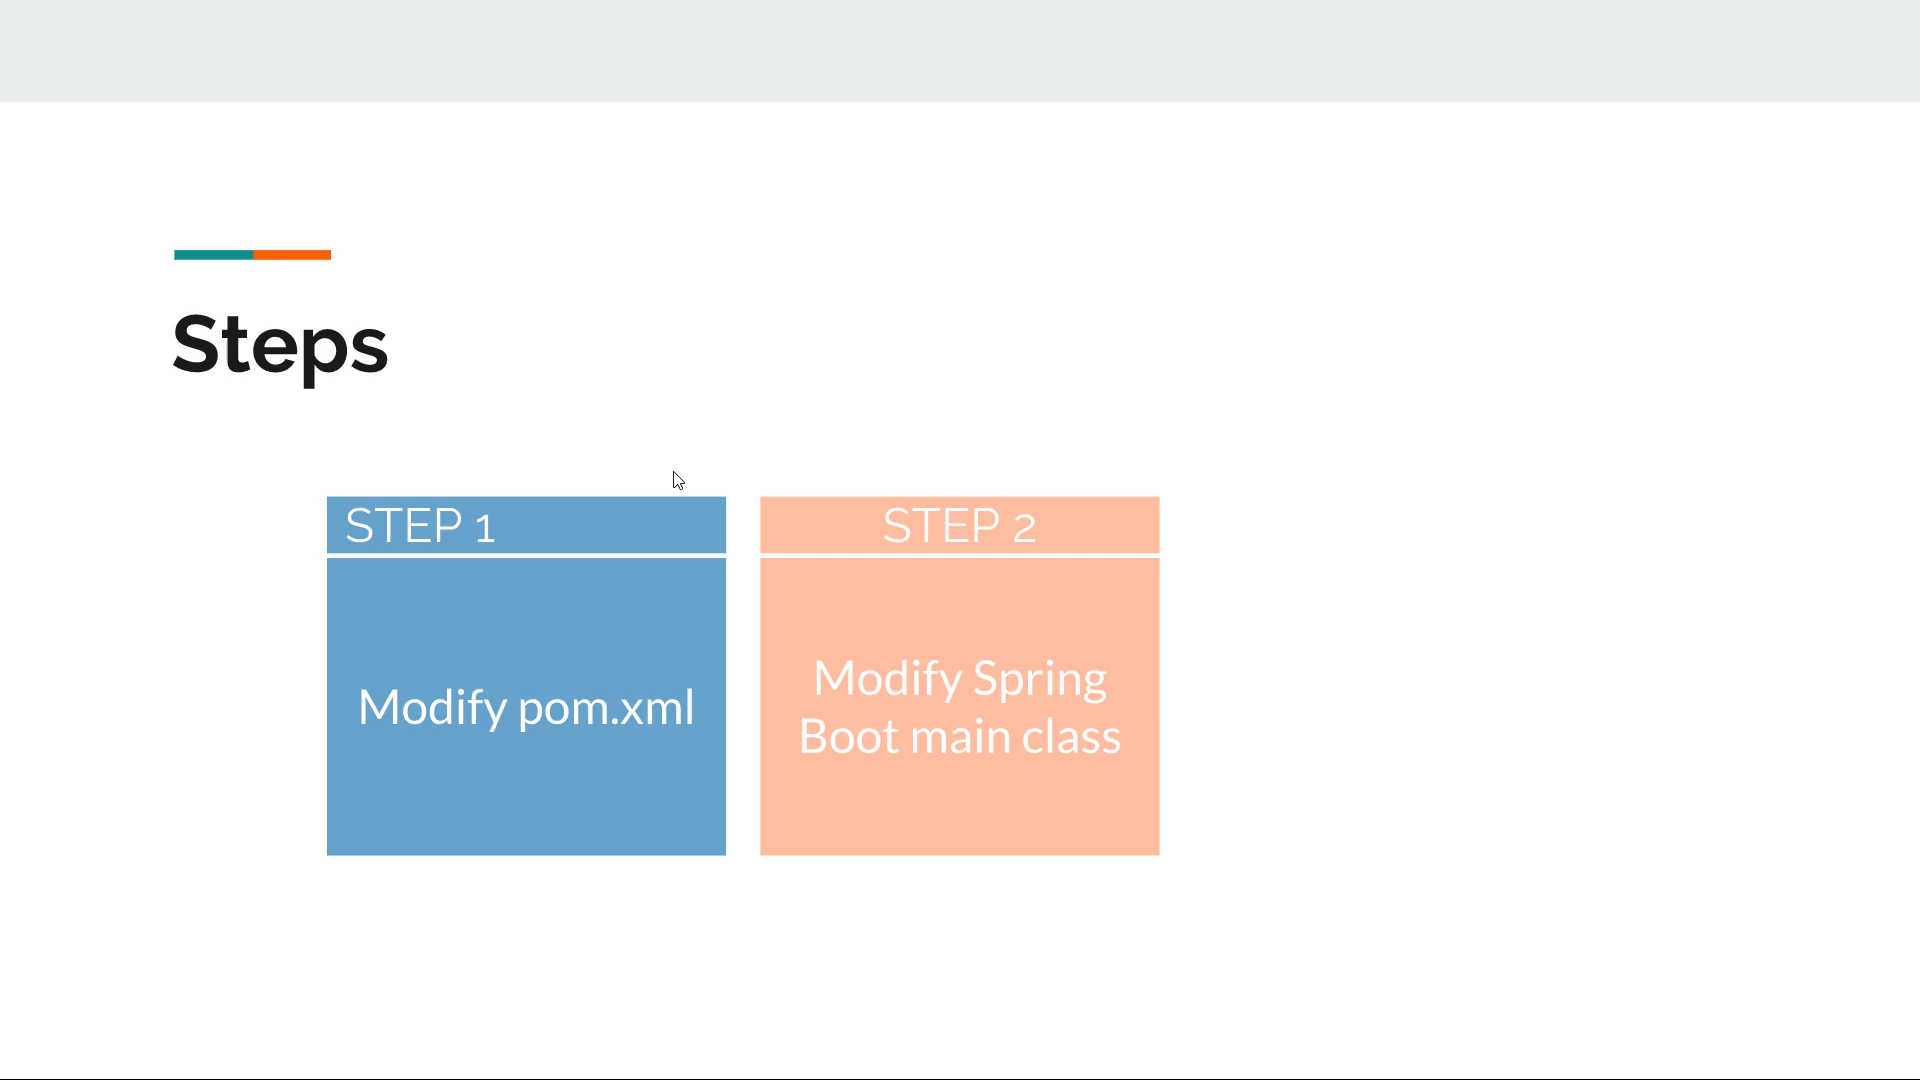 Steps
STEP 1
Modify pom.xml
STEP 2
Modify Spring
Boot main class